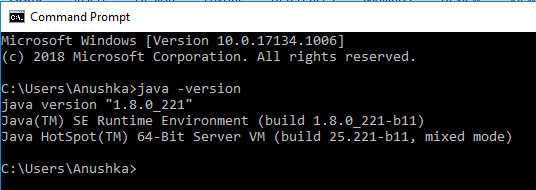 Command Prompt
Microsoft Windows [Version 10.0.17134.1006]
(c) 2018 Microsoft Corporation. All rights reserved.
C:\Users\Anushka>java -version
java version "1.8.0_221"
Java(TM) SE Runtime Environment (build 1.8.0_221-b11)
Java HotSpot(TM) 64-Bit Server VM (build 25.221-b11, mixed mode)
C:\Users\Anushka>